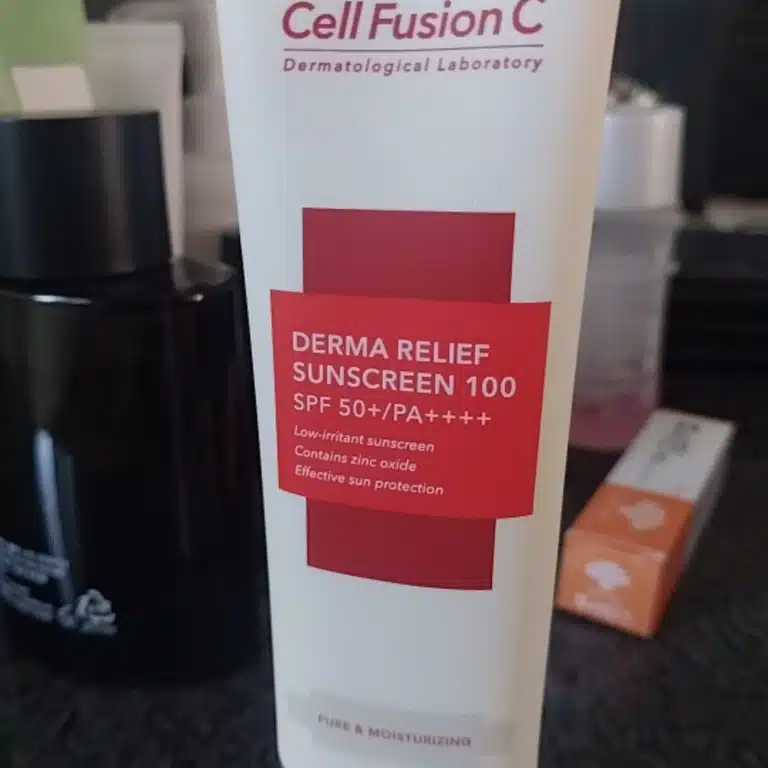 Cell Fusion C
Dermatological Laboratory
DERMA RELIEF
SUNSCREEN 100
SPF 50+/PA++++
Low-irritant sunscreen
Contains zinc oxide
Effective sun protection
PURE & MOISTURIZING